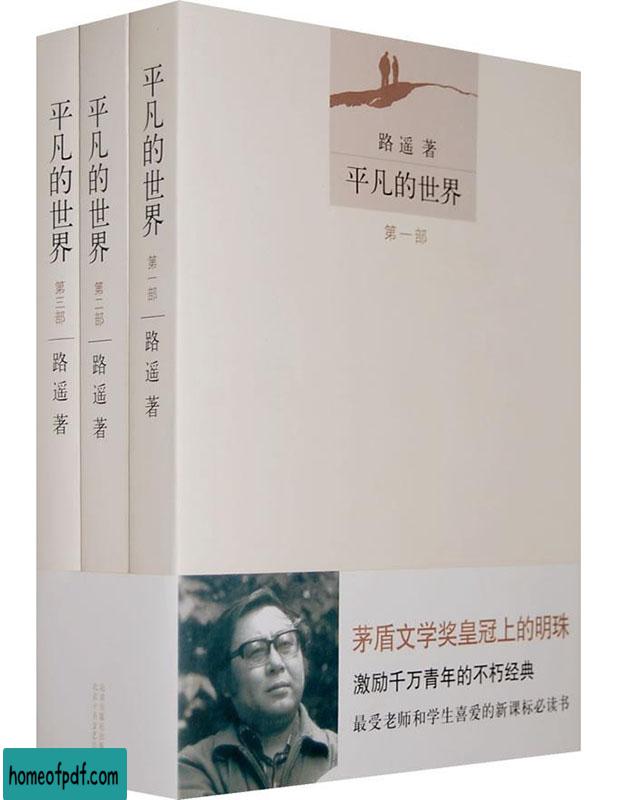 平凡的世界
第三部
路遥 著
平凡的世界
第二部
路遥 著
平凡的世界
第一部
路遥 著
路遥 著
平凡的世界
第一部
茅盾文学奖皇冠上的明珠
激励千万青年的不朽经典
最受老师和学生喜爱的新课标必读书
homeofpdf.com